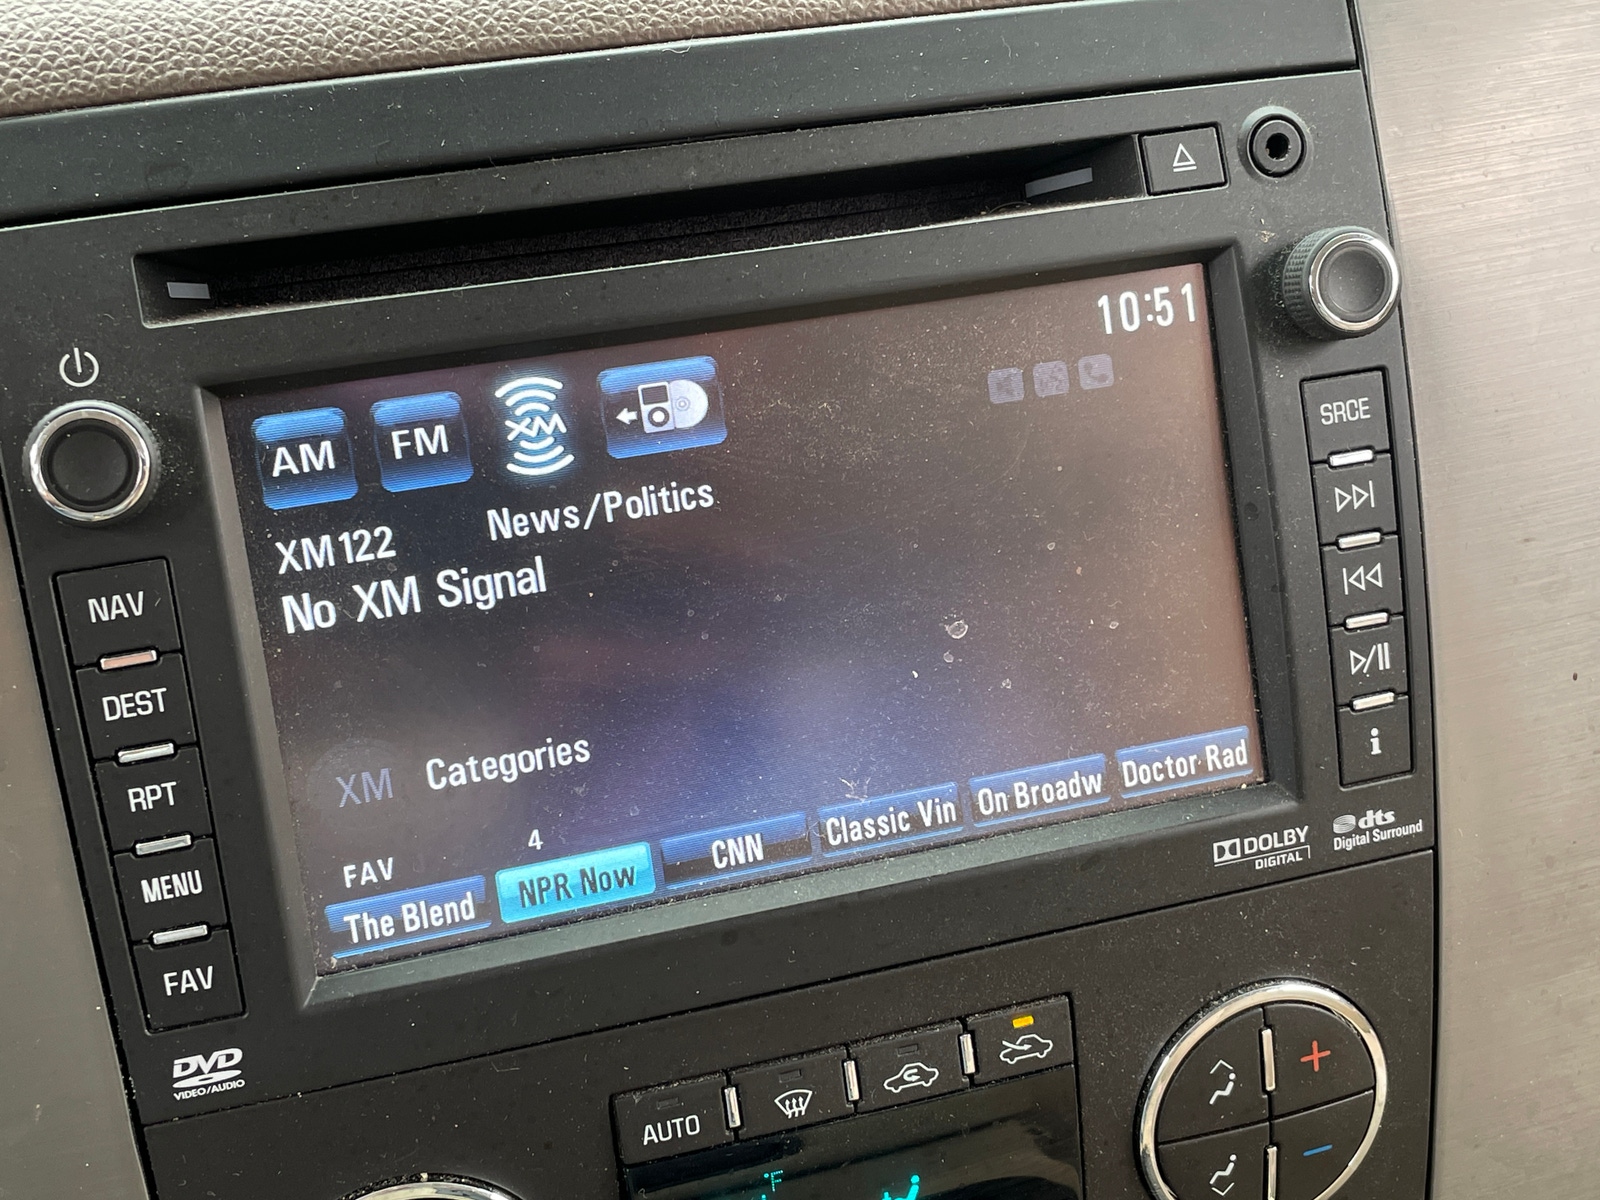 10:51
AM FM XM
XM122 News/Politics
No XM Signal
XM Categories
FAV 4
The Blend NPR Now CNN Classic Vin On Broadw Doctor Rad
NAV
DEST
RPT
MENU
FAV
SRCE
i
DOLBY
DIGITAL
dts
Digital Surround
DVD
VIDEO/AUDIO
AUTO
°F